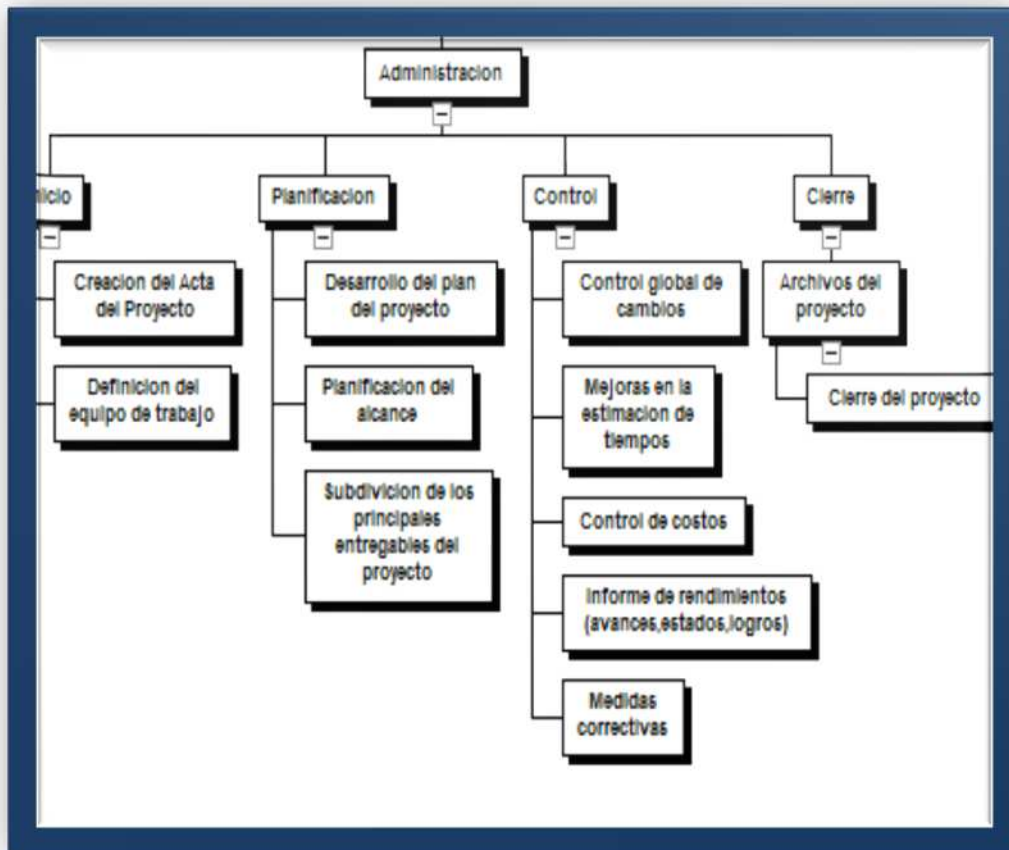 Administracion
nicio
Planificacion
Control
Cierre
Creacion del Acta
del Proyecto
Definicion del
equipo de trabajo
Desarrollo del plan
del proyecto
Planificacion del
alcance
Subdivicion de los
principales
entregables del
proyecto
Control global de
cambios
Mejoras en la
estimacion de
tiempos
Control de costos
Informe de rendimientos
(avances,estados,logros)
Medidas
correctivas
Archivos del
proyecto
Cierre del proyecto